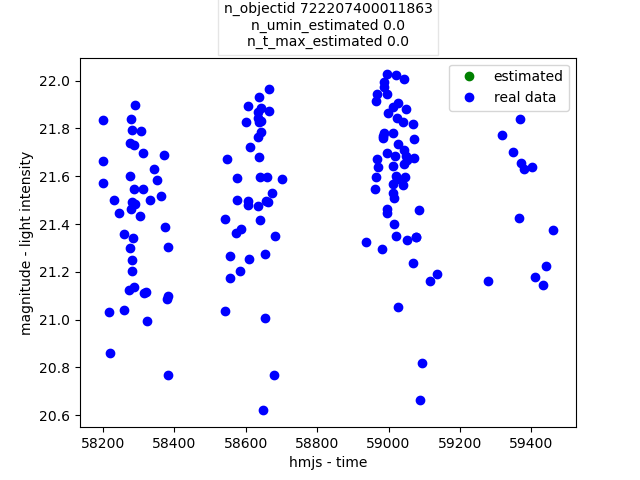 n_objectid 722207400011863
n_umin_estimated 0.0
n_t_max_estimated 0.0
22.0
21.8
21.6
21.4
21.2
21.0
20.8
20.6
magnitude - light intensity
estimated
real data
58200 58400 58600 58800 59000 59200 59400
hmjs - time